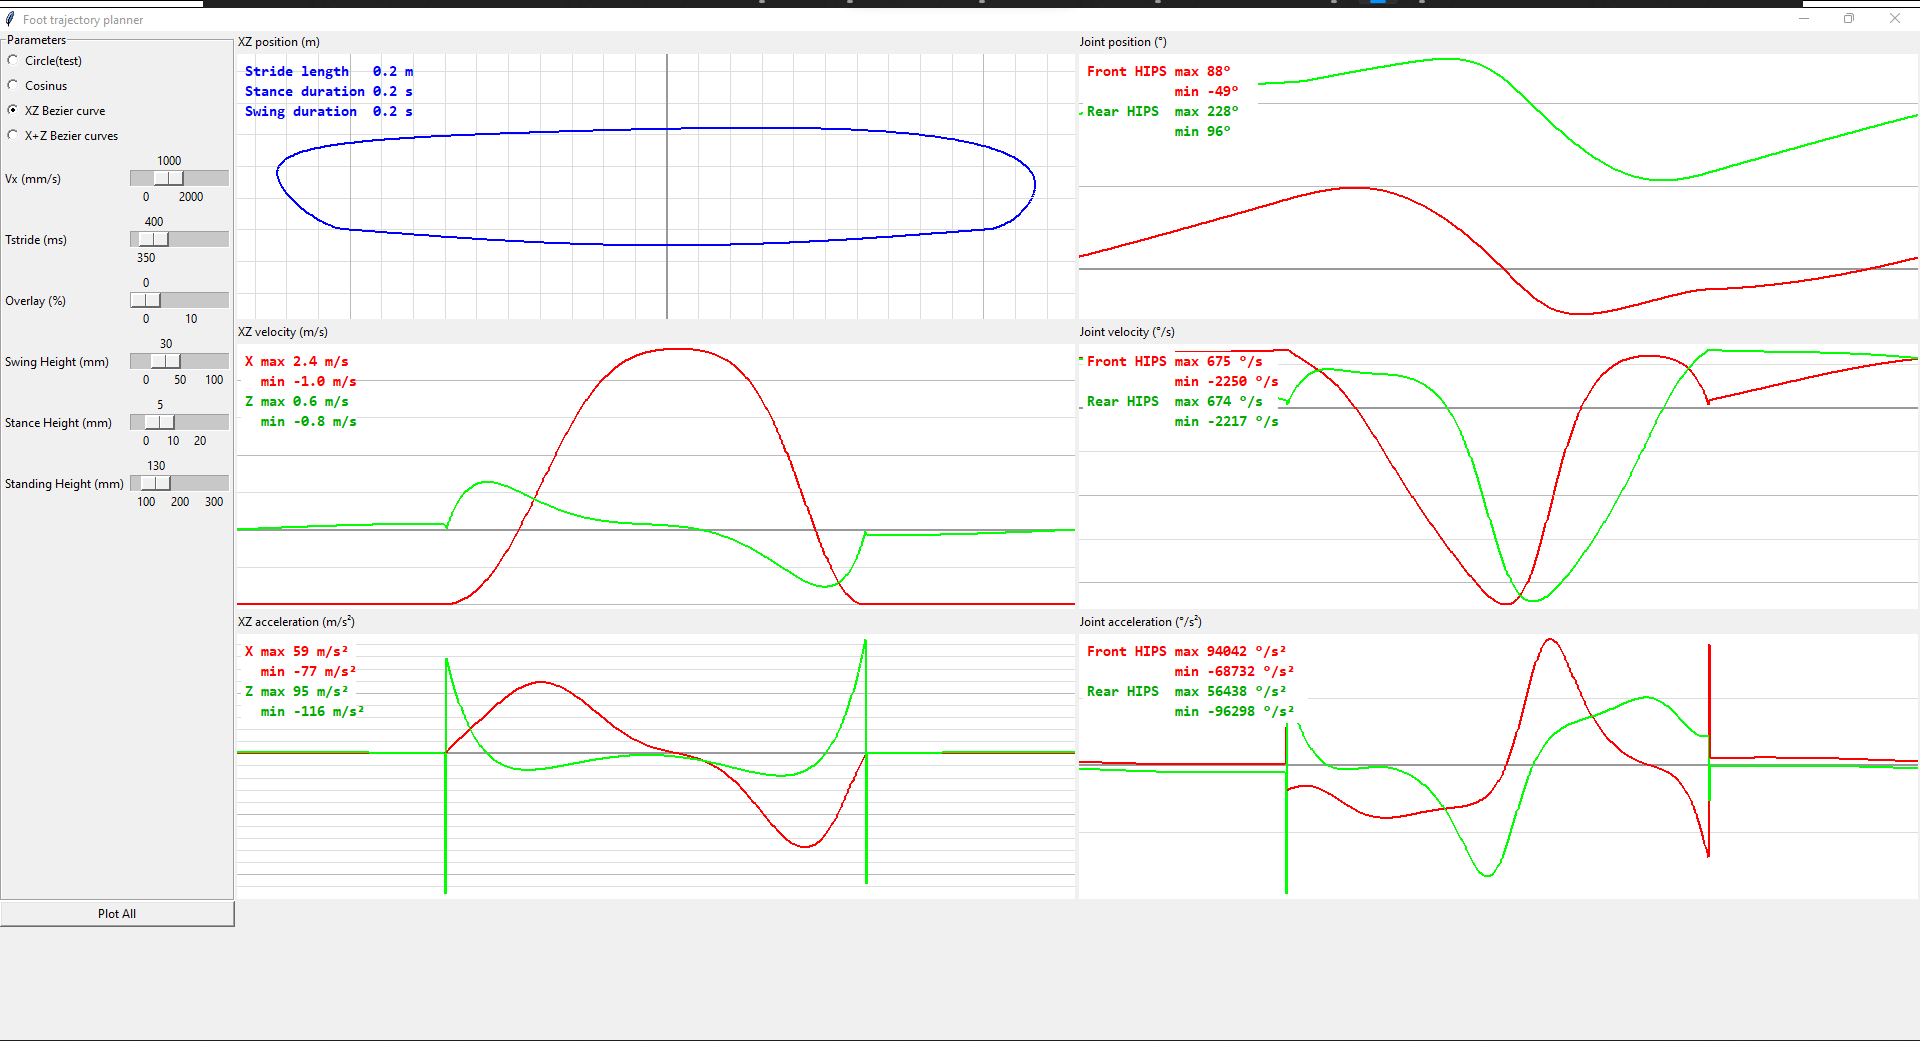 Foot trajectory planner
Parameters
Circle(test)
Cosinus
XZ Bezier curve
X+Z Bezier curves
1000
Vx (mm/s)
0 2000
400
Tstride (ms)
350
0
Overlay (%)
0 10
30
Swing Height (mm)
0 50 100
5
Stance Height (mm)
0 10 20
130
Standing Height (mm)
100 200 300
Plot All
XZ position (m)
Stride length 0.2 m
Stance duration 0.2 s
Swing duration 0.2 s
Joint position (°)
Front HIPS max 88°
min -49°
Rear HIPS max 228°
min 96°
XZ velocity (m/s)
X max 2.4 m/s
min -1.0 m/s
Z max 0.6 m/s
min -0.8 m/s
Joint velocity (°/s)
Front HIPS max 675 °/s
min -2250 °/s
Rear HIPS max 674 °/s
min -2217 °/s
XZ acceleration (m/s²)
X max 59 m/s²
min -77 m/s²
Z max 95 m/s²
min -116 m/s²
Joint acceleration (°/s²)
Front HIPS max 94042 °/s²
min -68732 °/s²
Rear HIPS max 56438 °/s²
min -96298 °/s²